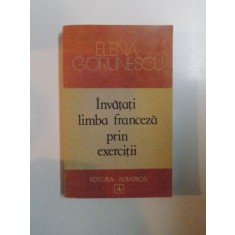 ELENA
GORUNESCU
Învățați
limba franceză
prin
exerciții
EDITURA ALBATROS